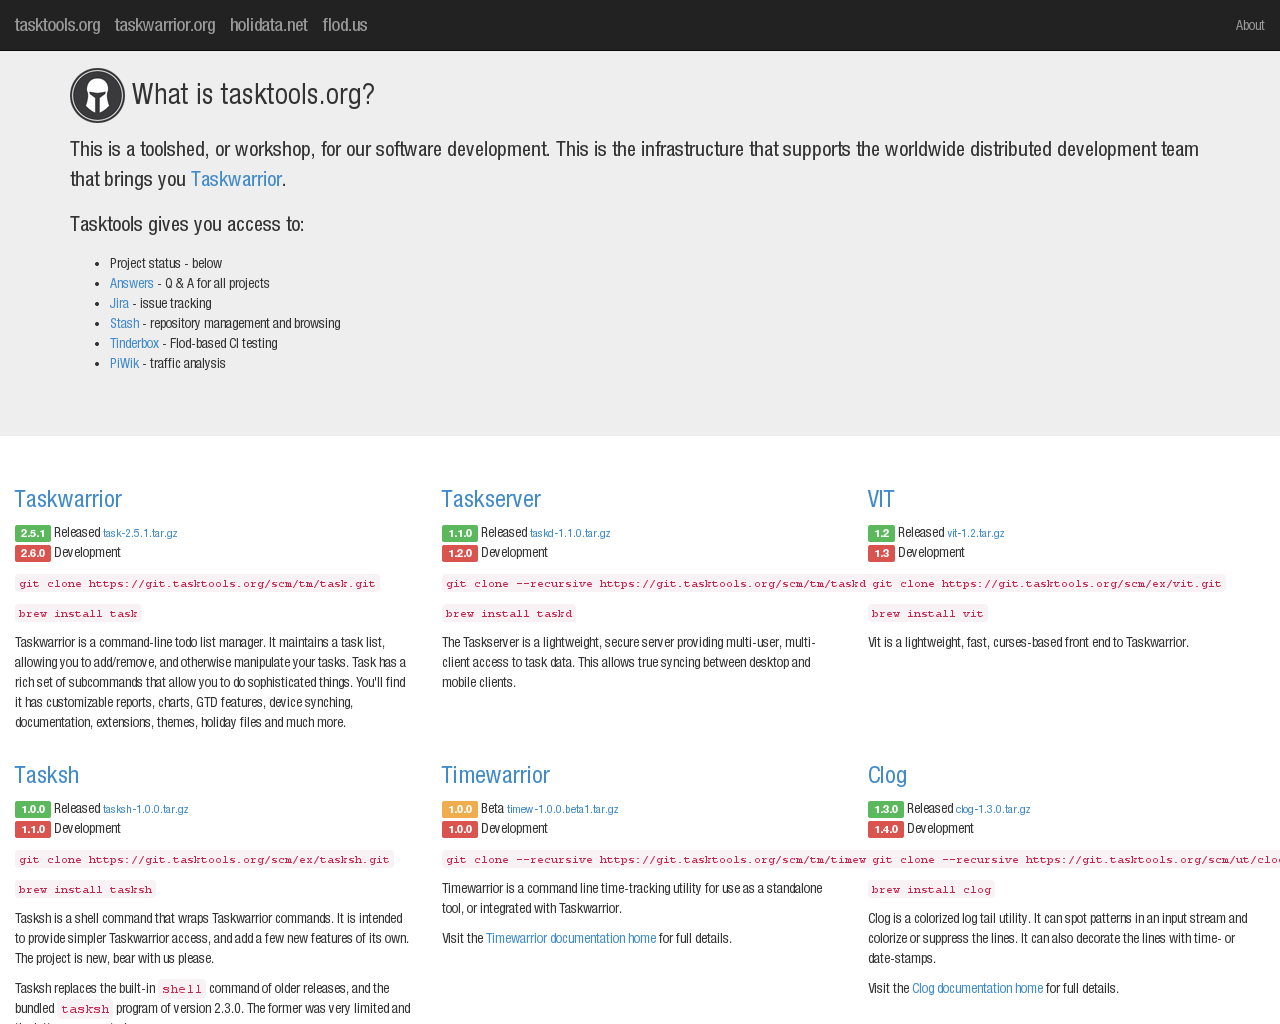 tasktools.org taskwarrior.org holidata.net flod.us About
What is tasktools.org?
This is a toolshed, or workshop, for our software development. This is the infrastructure that supports the worldwide distributed development team
that brings you Taskwarrior.
Tasktools gives you access to:
Project status - below
Answers - Q & A for all projects
Jira - issue tracking
Stash - repository management and browsing
Tinderbox - Flod-based CI testing
PiWik - traffic analysis
Taskwarrior
2.5.1 Released task-2.5.1.tar.gz
2.6.0 Development
git clone https://git.tasktools.org/scm/tm/task.git
brew install task
Taskwarrior is a command-line todo list manager. It maintains a task list,
allowing you to add/remove, and otherwise manipulate your tasks. Task has a
rich set of subcommands that allow you to do sophisticated things. You'll find
it has customizable reports, charts, GTD features, device synching,
documentation, extensions, themes, holiday files and much more.
Taskserver
1.1.0 Released taskd-1.1.0.tar.gz
1.2.0 Development
git clone --recursive https://git.tasktools.org/scm/tm/taskd
brew install taskd
The Taskserver is a lightweight, secure server providing multi-user, multi-
client access to task data. This allows true syncing between desktop and
mobile clients.
VIT
1.2 Released vit-1.2.tar.gz
1.3 Development
git clone https://git.tasktools.org/scm/ex/vit.git
brew install vit
Vit is a lightweight, fast, curses-based front end to Taskwarrior.
Tasksh
1.0.0 Released tasksh-1.0.0.tar.gz
1.1.0 Development
git clone https://git.tasktools.org/scm/ex/tasksh.git
brew install tasksh
Tasksh is a shell command that wraps Taskwarrior commands. It is intended
to provide simpler Taskwarrior access, and add a few new features of its own.
The project is new, bear with us please.
Tasksh replaces the built-in shell command of older releases, and the
bundled tasksh program of version 2.3.0. The former was very limited and
Timewarrior
1.0.0 Beta timew-1.0.0.beta1.tar.gz
1.0.0 Development
git clone --recursive https://git.tasktools.org/scm/tm/timew
Timewarrior is a command line time-tracking utility for use as a standalone
tool, or integrated with Taskwarrior.
Visit the Timewarrior documentation home for full details.
Clog
1.3.0 Released clog-1.3.0.tar.gz
1.4.0 Development
git clone --recursive https://git.tasktools.org/scm/ut/clo
brew install clog
Clog is a colorized log tail utility. It can spot patterns in an input stream and
colorize or suppress the lines. It can also decorate the lines with time- or
date-stamps.
Visit the Clog documentation home for full details.